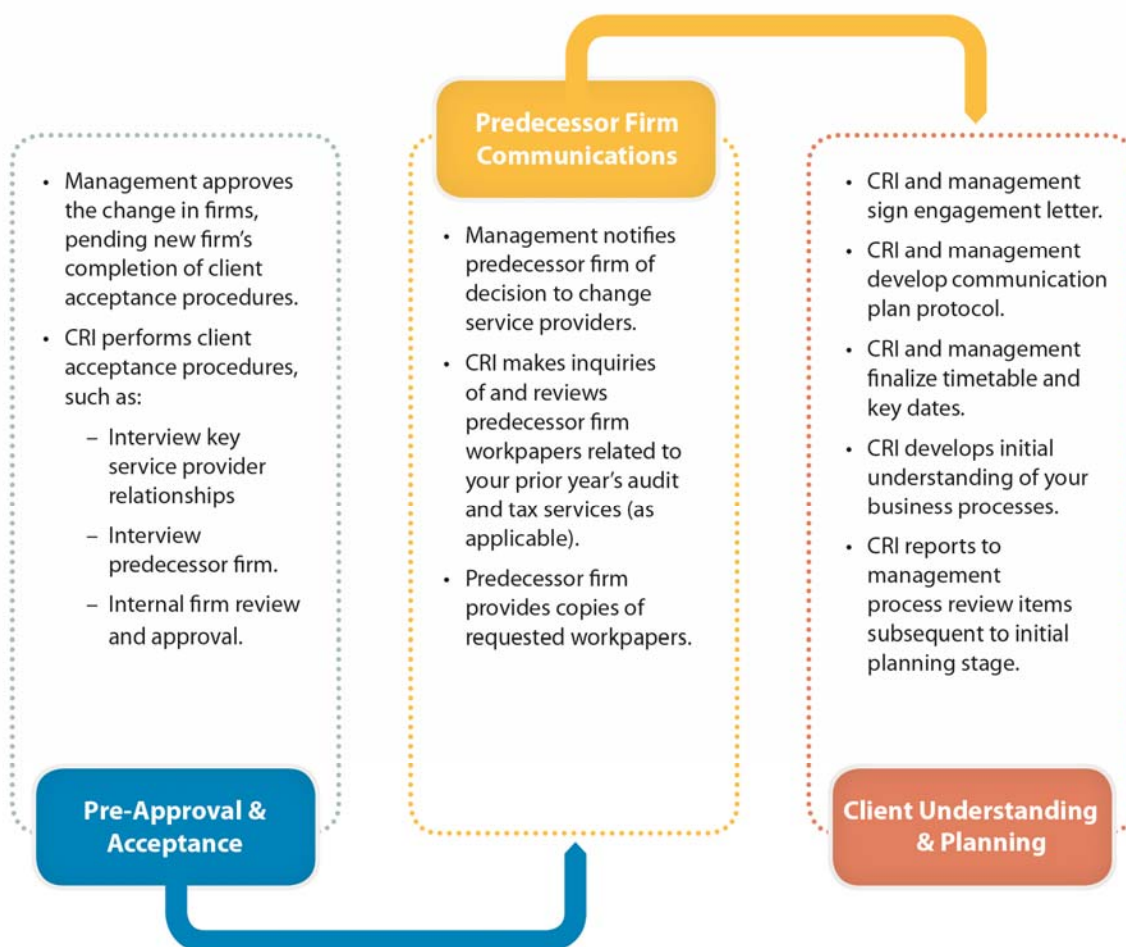 • Management approves
the change in firms,
pending new firm's
completion of client
acceptance procedures.
• CRI performs client
acceptance procedures,
such as:
– Interview key
service provider
relationships
– Interview
predecessor firm.
– Internal firm review
and approval.
Pre-Approval &
Acceptance
Predecessor Firm
Communications
• Management notifies
predecessor firm of
decision to change
service providers.
• CRI makes inquiries
of and reviews
predecessor firm
workpapers related to
your prior year's audit
and tax services (as
applicable).
• Predecessor firm
provides copies of
requested workpapers.
• CRI and management
sign engagement letter.
• CRI and management
develop communication
plan protocol.
• CRI and management
finalize timetable and
key dates.
• CRI develops initial
understanding of your
business processes.
• CRI reports to
management
process review items
subsequent to initial
planning stage.
Client Understanding
& Planning